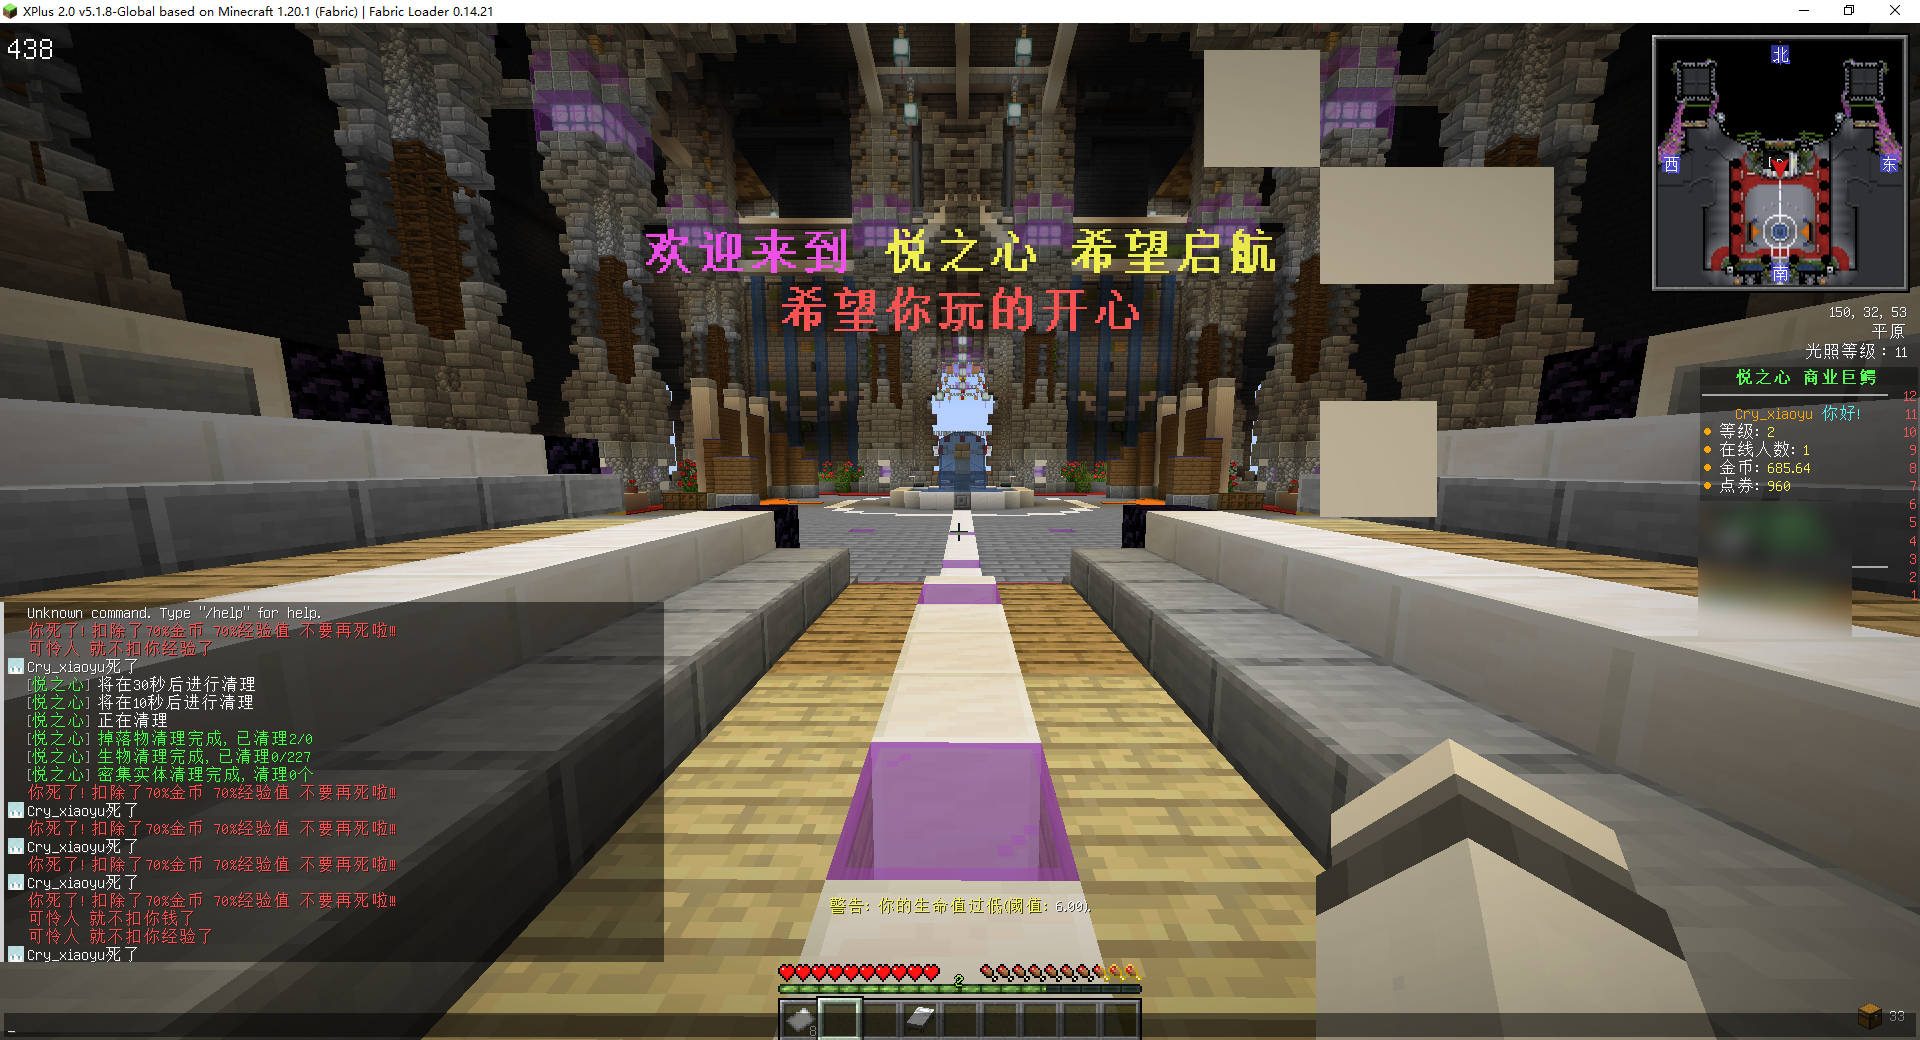 XPlus 2.0 v5.1.8-Global based on Minecraft 1.20.1 (Fabric) | Fabric Loader 0.14.21
438
北
西
东
南
欢迎来到 悦之心 希望启航
希望你玩的开心
150, 32, 53
平原
光照等级: 11
悦之心 商业巨鳄
12
Cry_xiaoyu 你好!
11
等级: 2
10
在线人数: 1
9
金币: 685.64
8
点券: 960
7
6
5
4
3
2
1
Unknown command. Type "/help" for help.
你死了! 扣除了70%金币 70%经验值 不要再死啦!!!
可怜人 就不扣你经验了
Cry_xiaoyu死了
[悦之心] 将在30秒后进行清理
[悦之心] 将在10秒后进行清理
[悦之心] 正在清理
[悦之心] 掉落物清理完成, 已清理2/0
[悦之心] 生物清理完成, 已清理0/227
[悦之心] 密集实体清理完成, 清理0个
你死了! 扣除了70%金币 70%经验值 不要再死啦!!!
Cry_xiaoyu死了
你死了! 扣除了70%金币 70%经验值 不要再死啦!!!
Cry_xiaoyu死了
你死了! 扣除了70%金币 70%经验值 不要再死啦!!!
Cry_xiaoyu死了
你死了! 扣除了70%金币 70%经验值 不要再死啦!!!
可怜人 就不扣你钱了
可怜人 就不扣你经验了
Cry_xiaoyu死了
警告: 你的生命值过低(阈值: 6.00).
2
8
33